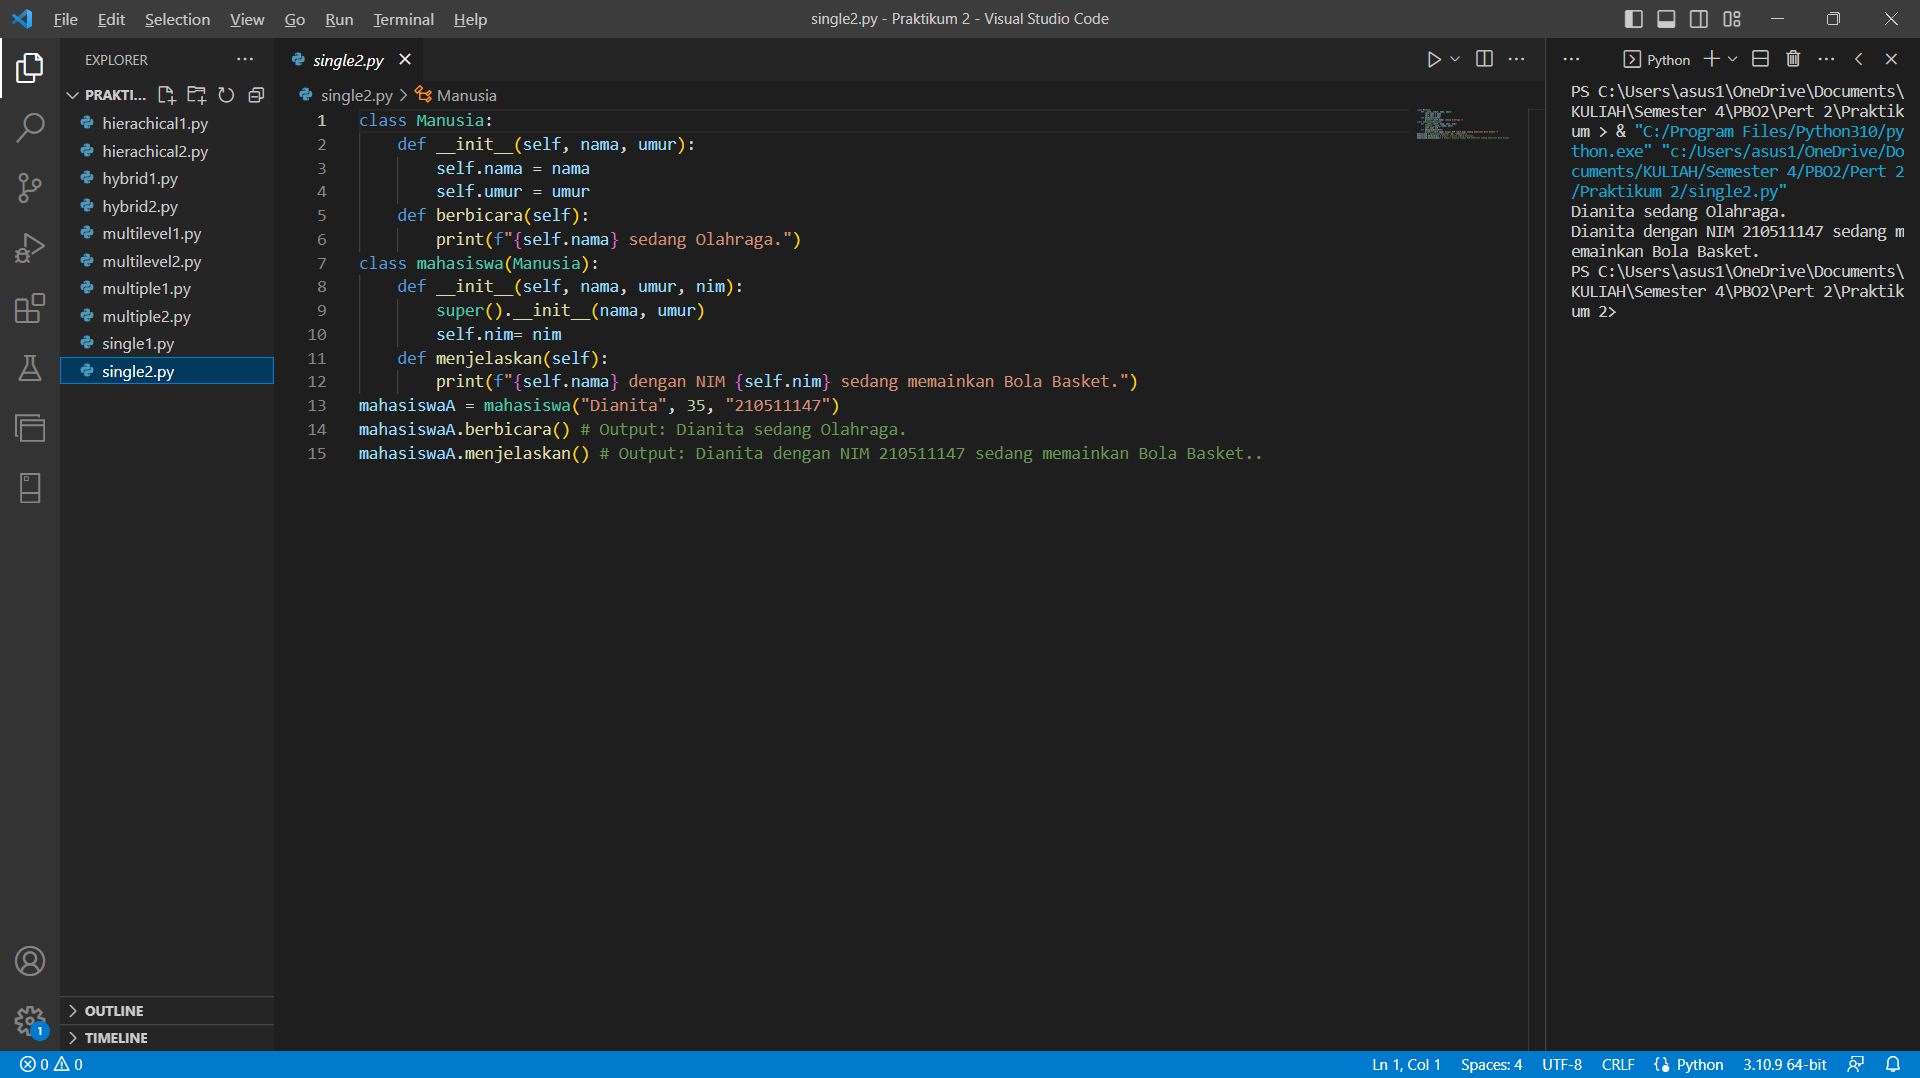 File Edit Selection View Go Run Terminal Help
single2.py - Praktikum 2 - Visual Studio Code
EXPLORER
PRAKTI...
hierachical1.py
hierachical2.py
hybrid1.py
hybrid2.py
multilevel1.py
multilevel2.py
multiple1.py
multiple2.py
single1.py
single2.py
OUTLINE
TIMELINE
single2.py
single2.py > Manusia
1 class Manusia:
2     def __init__(self, nama, umur):
3         self.nama = nama
4         self.umur = umur
5     def berbicara(self):
6         print(f"{self.nama} sedang Olahraga.")
7 class mahasiswa(Manusia):
8     def __init__(self, nama, umur, nim):
9         super().__init__(nama, umur)
10         self.nim= nim
11     def menjelaskan(self):
12         print(f"{self.nama} dengan NIM {self.nim} sedang memainkan Bola Basket.")
13 mahasiswaA = mahasiswa("Dianita", 35, "210511147")
14 mahasiswaA.berbicara() # Output: Dianita sedang Olahraga.
15 mahasiswaA.menjelaskan() # Output: Dianita dengan NIM 210511147 sedang memainkan Bola Basket..
Python
PS C:\Users\asus1\OneDrive\Documents\
KULIAH\Semester 4\PBO2\Pert 2\Praktik
um > & "C:/Program Files/Python310/py
thon.exe" "c:/Users/asus1/OneDrive/Do
cuments/KULIAH/Semester 4/PBO2/Pert 2
/Praktikum 2/single2.py"
Dianita sedang Olahraga.
Dianita dengan NIM 210511147 sedang m
emainkan Bola Basket.
PS C:\Users\asus1\OneDrive\Documents\
KULIAH\Semester 4\PBO2\Pert 2\Praktik
um 2>
1
0 0
Ln 1, Col 1 Spaces: 4 UTF-8 CRLF Python 3.10.9 64-bit